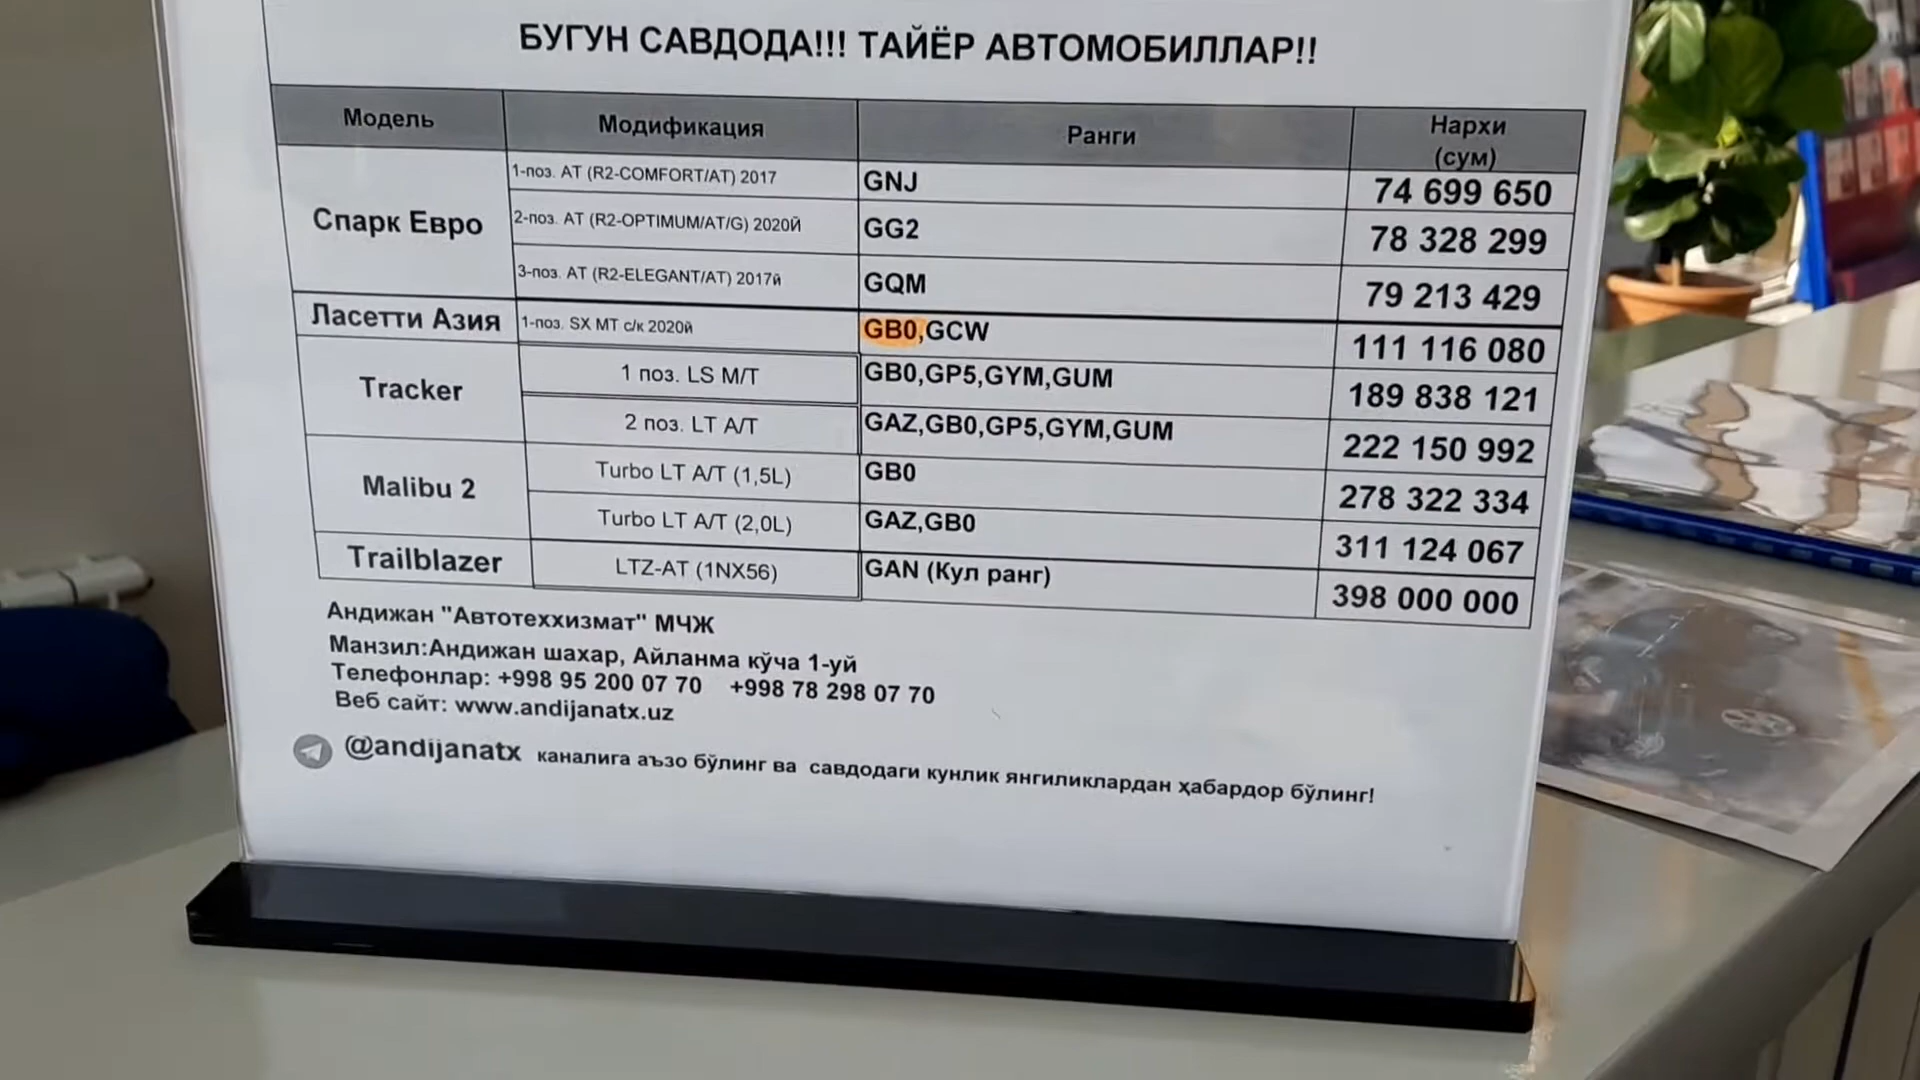 БУГУН САВДОДА!!! ТАЙЁР АВТОМОБИЛЛАР!!
Модель Модификация Ранги Нархи (сум)
Спарк Евро 1-поз. AT (R2-COMFORT/AT) 2017 GNJ 74 699 650
2-поз. AT (R2-OPTIMUM/AT/G) 2020Й GG2 78 328 299
3-поз. AT (R2-ELEGANT/AT) 2017й GQM 79 213 429
Ласетти Азия 1-поз. SX MT с/к 2020й GB0,GCW 111 116 080
Tracker 1 поз. LS M/T GB0,GP5,GYM,GUM 189 838 121
2 поз. LT A/T GAZ,GB0,GP5,GYM,GUM 222 150 992
Malibu 2 Turbo LT A/T (1,5L) GB0 278 322 334
Turbo LT A/T (2,0L) GAZ,GB0 311 124 067
Trailblazer LTZ-AT (1NX56) GAN (Кул ранг) 398 000 000
Андижан "Автотеххизмат" МЧЖ
Манзил:Андижан шахар, Айланма кўча 1-уй
Телефонлар: +998 95 200 07 70 +998 78 298 07 70
Веб сайт: www.andijanatx.uz
@andijanatx каналига аъзо бўлинг ва савдодаги кунлик янгиликлардан ҳабардор бўлинг!